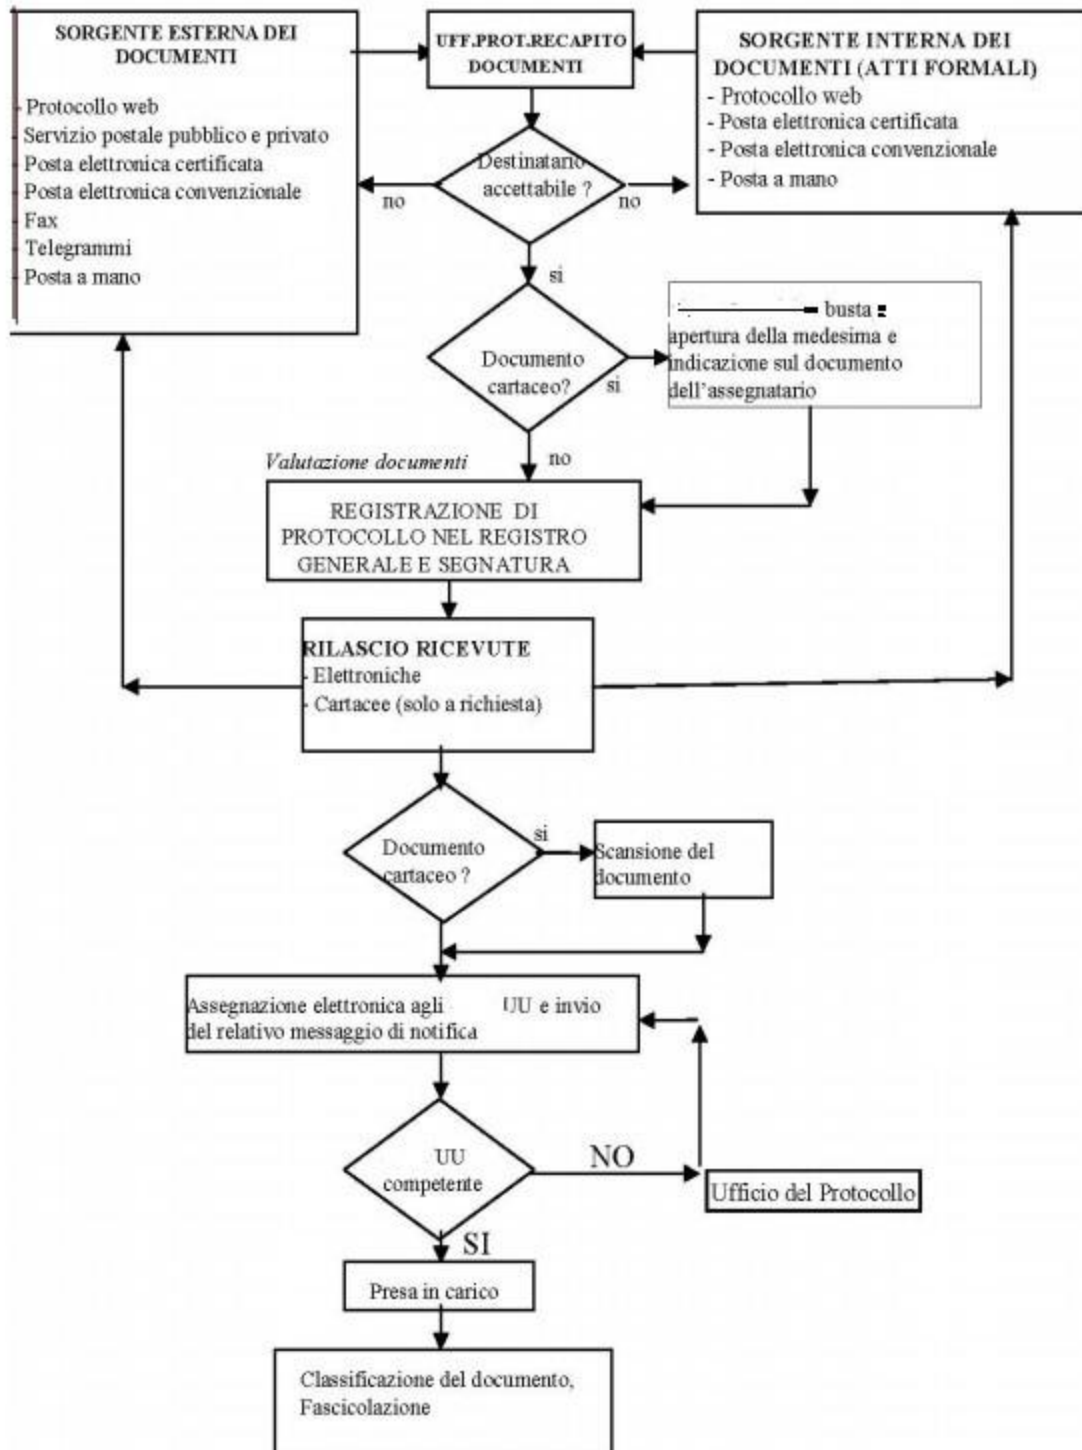 SORGENTE ESTERNA DEI
DOCUMENTI
- Protocollo web
- Servizio postale pubblico e privato
- Posta elettronica certificata
- Posta elettronica convenzionale
- Fax
- Telegrammi
- Posta a mano
UFF.PROT.RECAPITO
DOCUMENTI
SORGENTE INTERNA DEI
DOCUMENTI (ATTI FORMALI)
- Protocollo web
- Posta elettronica certificata
- Posta elettronica convenzionale
- Posta a mano
Destinatario
accettabile ?
no
no
si
busta
apertura della medesima e
indicazione sul documento
dell'assegnatario
Documento
cartaceo?
si
no
Valutazione documenti
REGISTRAZIONE DI
PROTOCOLLO NEL REGISTRO
GENERALE E SEGNATURA
RILASCIO RICEVUTE
- Elettroniche
- Cartacee (solo a richiesta)
Documento
cartaceo ?
si
Scansione del
documento
Assegnazione elettronica agli UU e invio
del relativo messaggio di notifica
UU
competente
NO
Ufficio del Protocollo
SI
Presa in carico
Classificazione del documento,
Fascicolazione